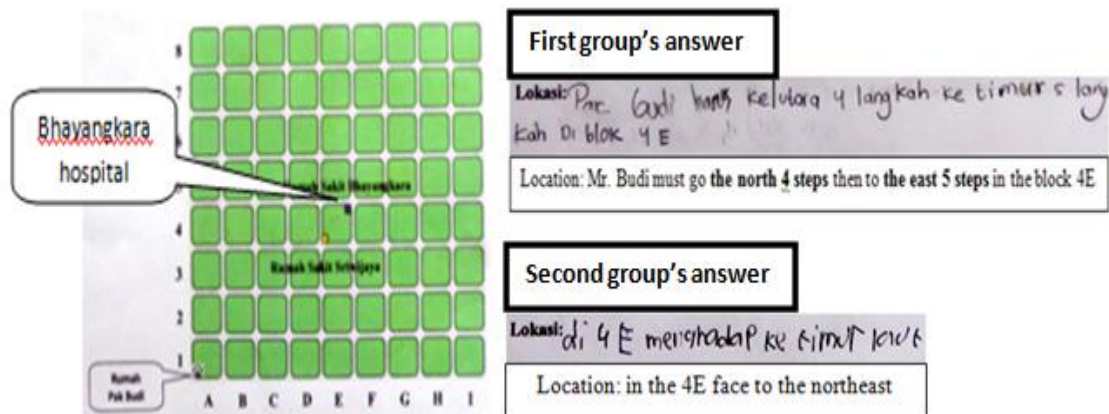 First group's answer
Lokasi: Pak budi harus keutara 4 langkah ke timur 5 lang
kah Di blok 4 E
Location: Mr. Budi must go the north 4 steps then to the east 5 steps in the block 4E
Second group's answer
Lokasi: di 4 E menghadap ke timur laut
Location: in the 4E face to the northeast
Bhayangkara
hospital
8
7
Rumah Sakit Bhayangkara
4
3
Rumah Sakit Sriwijaya
2
1
Rumah
Pak Budi
A B C D E F G H I